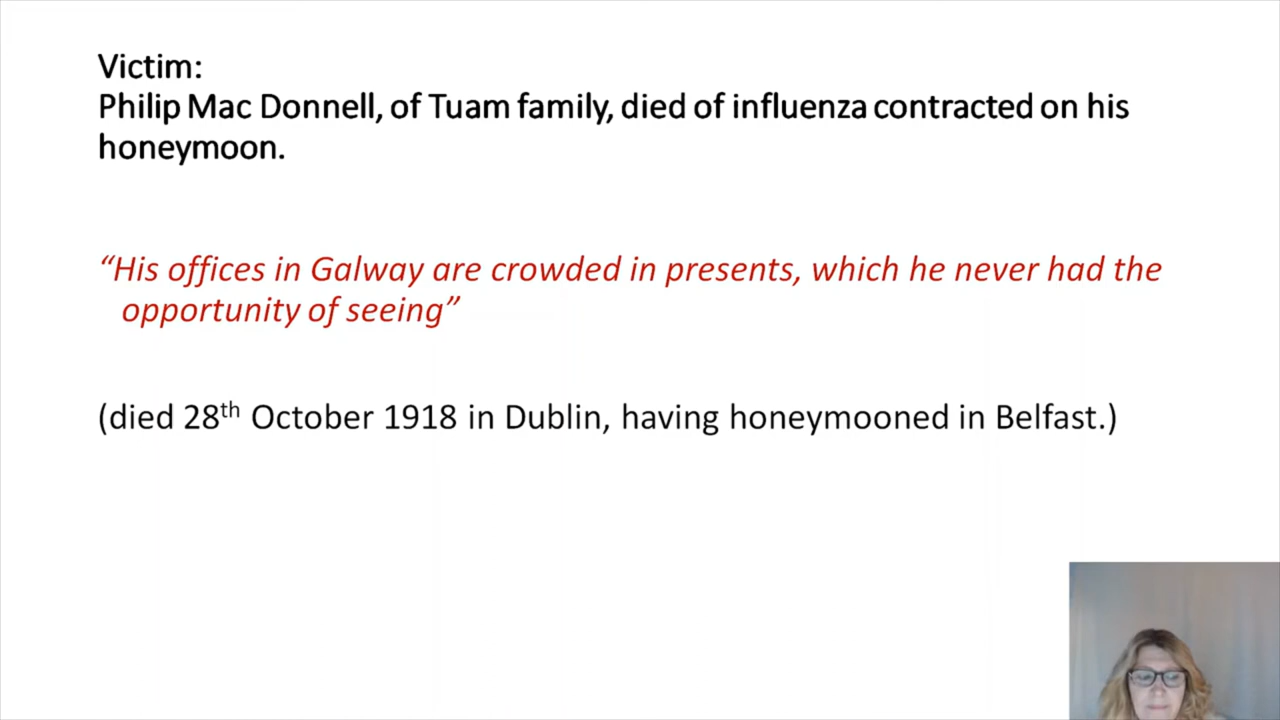 Victim:
Philip Mac Donnell, of Tuam family, died of influenza contracted on his
honeymoon.
“His offices in Galway are crowded in presents, which he never had the
opportunity of seeing”
(died 28th October 1918 in Dublin, having honeymooned in Belfast.)